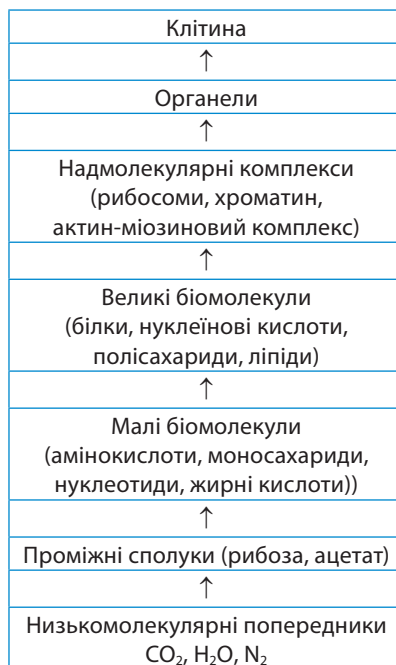 Клітина
↑
Органели
↑
Надмолекулярні комплекси
(рибосоми, хроматин,
актин-міозиновий комплекс)
↑
Великі біомолекули
(білки, нуклеїнові кислоти,
полісахариди, ліпіди)
↑
Малі біомолекули
(амінокислоти, моносахариди,
нуклеотиди, жирні кислоти))
↑
Проміжні сполуки (рибоза, ацетат)
↑
Низькомолекулярні попередники
CO₂, H₂O, N₂